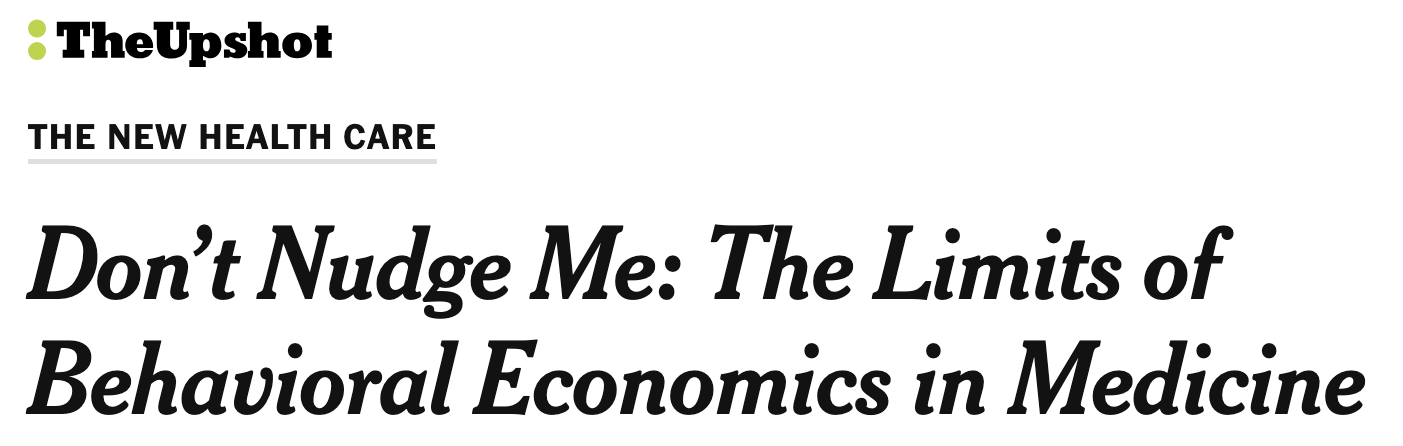 TheUpshot
THE NEW HEALTH CARE
Don’t Nudge Me: The Limits of
Behavioral Economics in Medicine